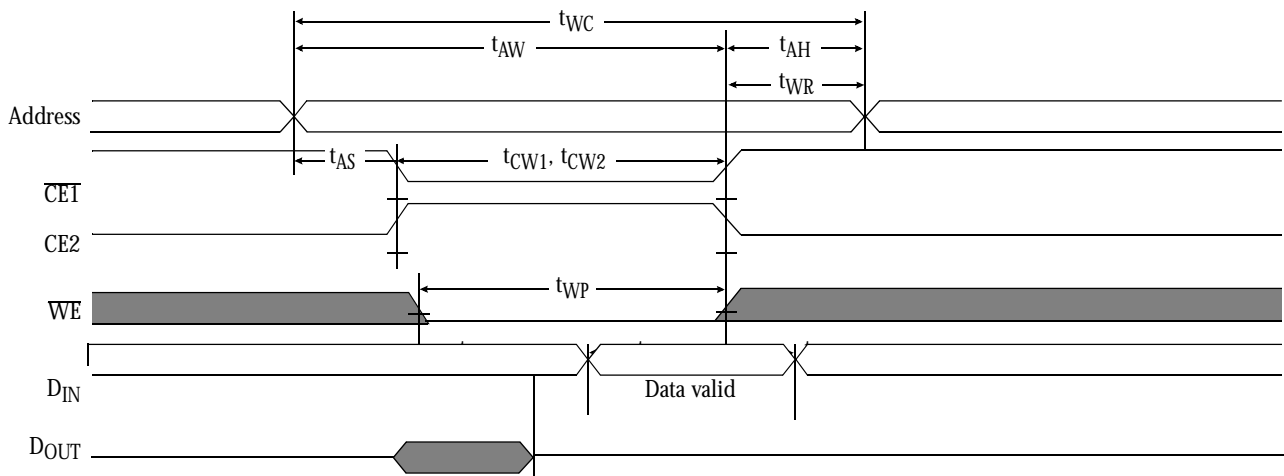 tWC
tAW
tAH
tWR
Address
tAS
tCW1, tCW2
CE1
CE2
tWP
WE
DIN
Data valid
DOUT